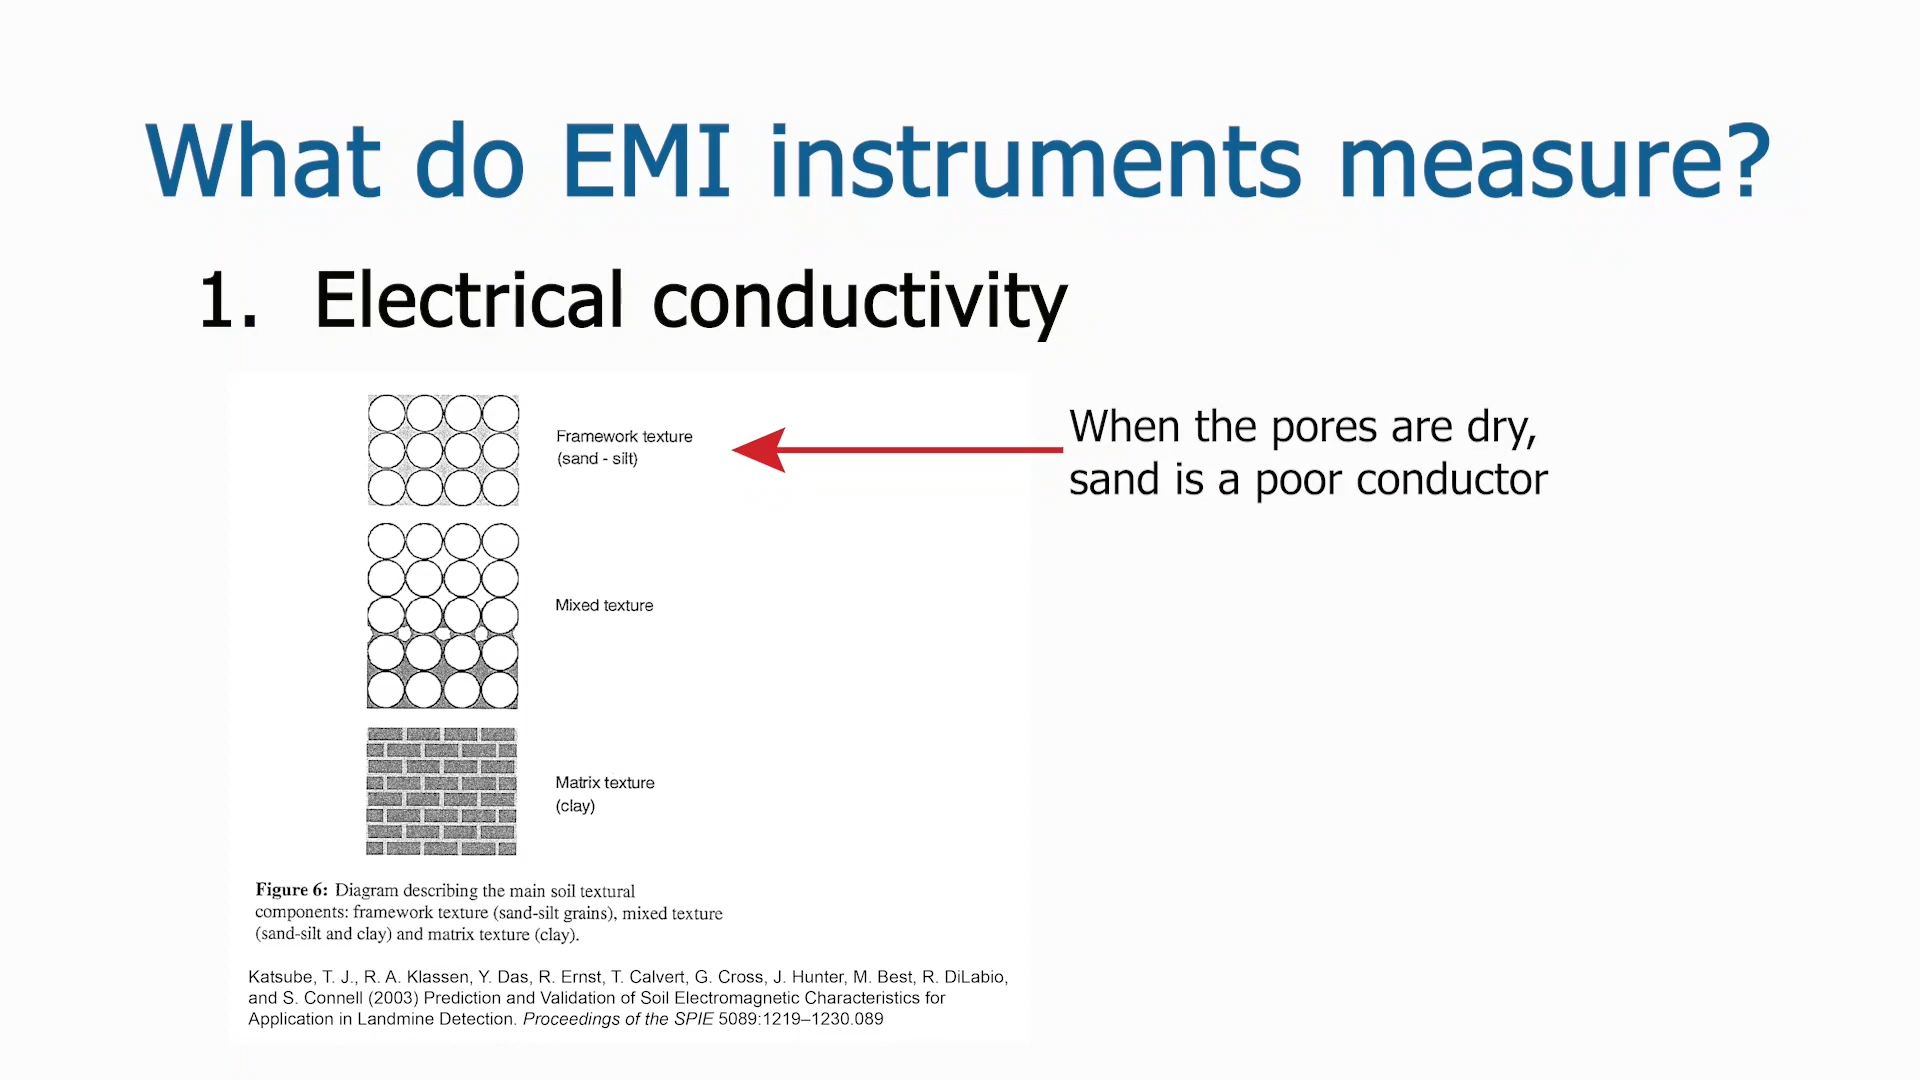 What do EMI instruments measure?
1. Electrical conductivity
Framework texture
(sand - silt)
When the pores are dry,
sand is a poor conductor
Mixed texture
Matrix texture
(clay)
Figure 6: Diagram describing the main soil textural
components: framework texture (sand-silt grains), mixed texture
(sand-silt and clay) and matrix texture (clay).
Katsube, T. J., R. A. Klassen, Y. Das, R. Ernst, T. Calvert, G. Cross, J. Hunter, M. Best, R. DiLabio,
and S. Connell (2003) Prediction and Validation of Soil Electromagnetic Characteristics for
Application in Landmine Detection. Proceedings of the SPIE 5089:1219–1230.089